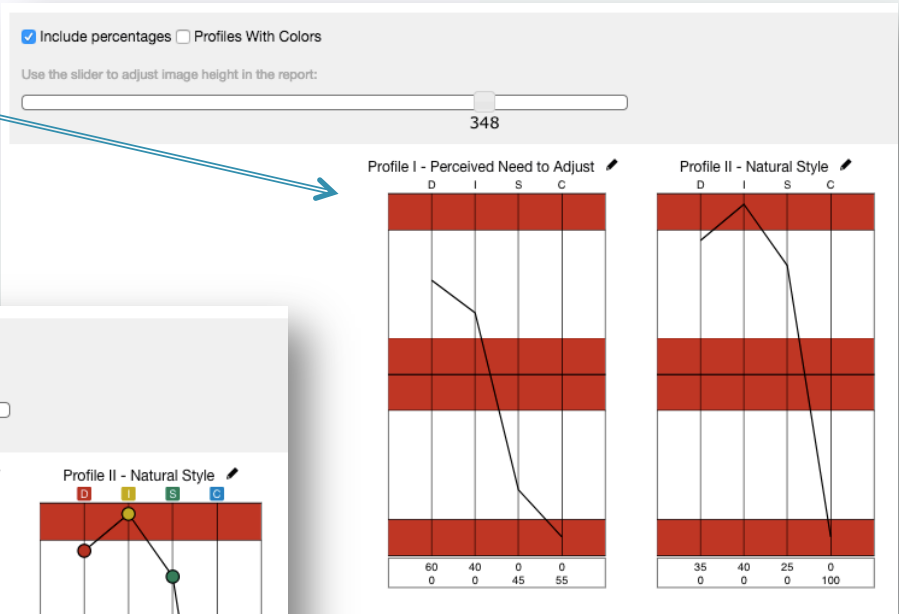 Include percentages Profiles With Colors
Use the slider to adjust image height in the report:
348
Profile I - Perceived Need to Adjust Profile II - Natural Style
D I S C D I S C
60 40 0 0 35 40 25 0
0 0 45 55 0 0 0 100
Profile II - Natural Style
D I S C